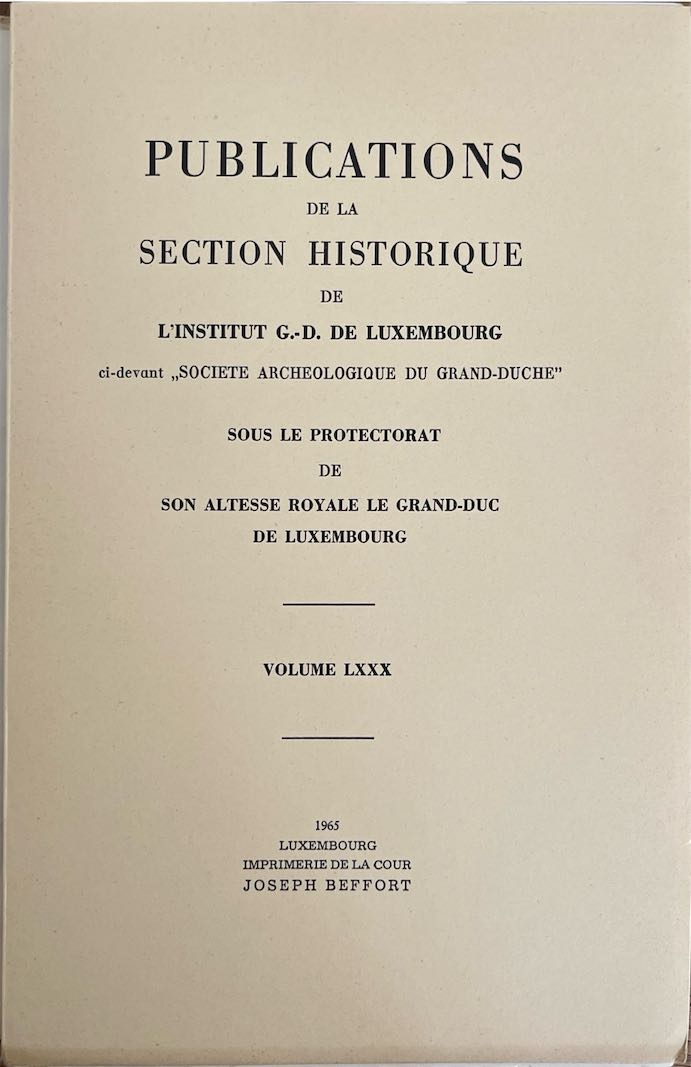 PUBLICATIONS
DE LA
SECTION HISTORIQUE
DE
L'INSTITUT G.-D. DE LUXEMBOURG
ci-devant „SOCIETE ARCHEOLOGIQUE DU GRAND-DUCHE”
SOUS LE PROTECTORAT
DE
SON ALTESSE ROYALE LE GRAND-DUC
DE LUXEMBOURG
VOLUME LXXX
1965
LUXEMBOURG
IMPRIMERIE DE LA COUR
JOSEPH BEFFORT